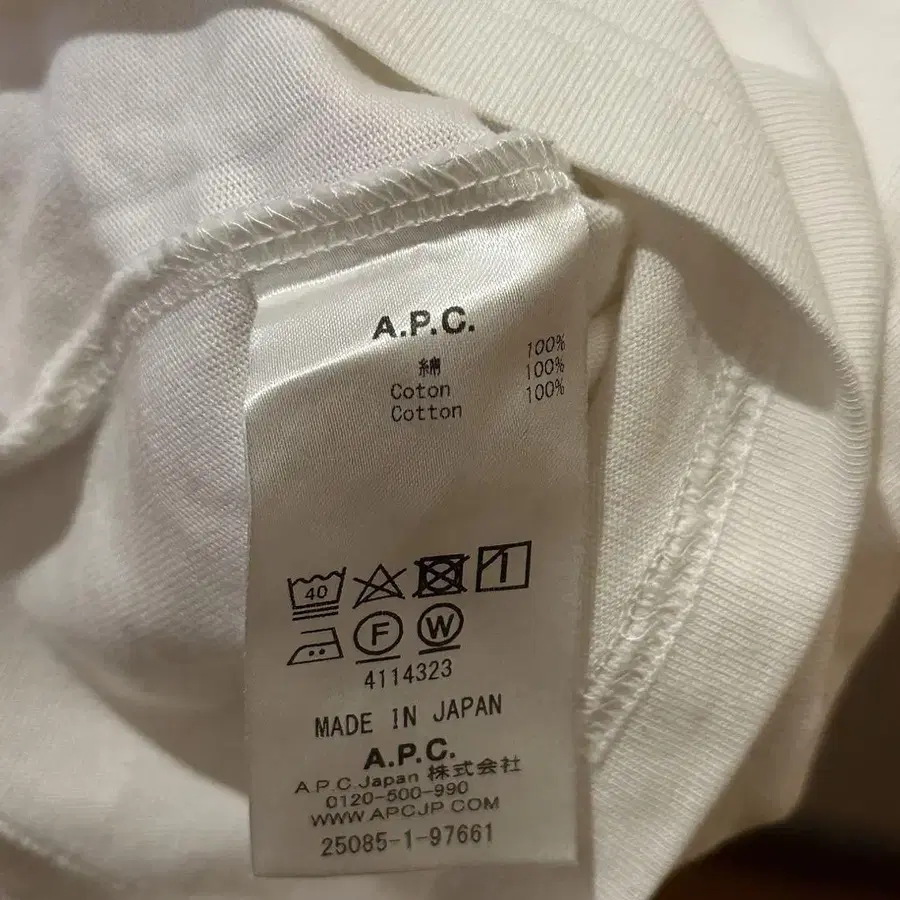 A.P.C.
100%
綿 100%
Coton 100%
Cotton
40
F W
4114323
MADE IN JAPAN
A.P.C.
A.P.C.Japan 株式会社
0120-500-990
WWW.APCJP.COM
25085-1-97661